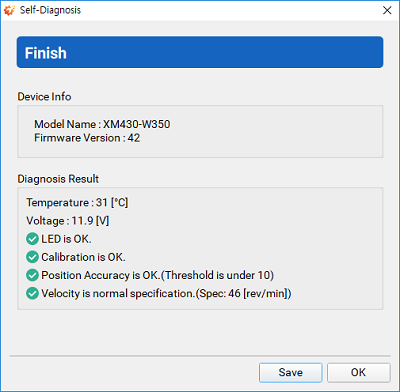 Self-Diagnosis
Finish
Device Info
Model Name : XM430-W350
Firmware Version : 42
Diagnosis Result
Temperature : 31 [°C]
Voltage : 11.9 [V]
LED is OK.
Calibration is OK.
Position Accuracy is OK.(Threshold is under 10)
Velocity is normal specification.(Spec: 46 [rev/min])
Save
OK